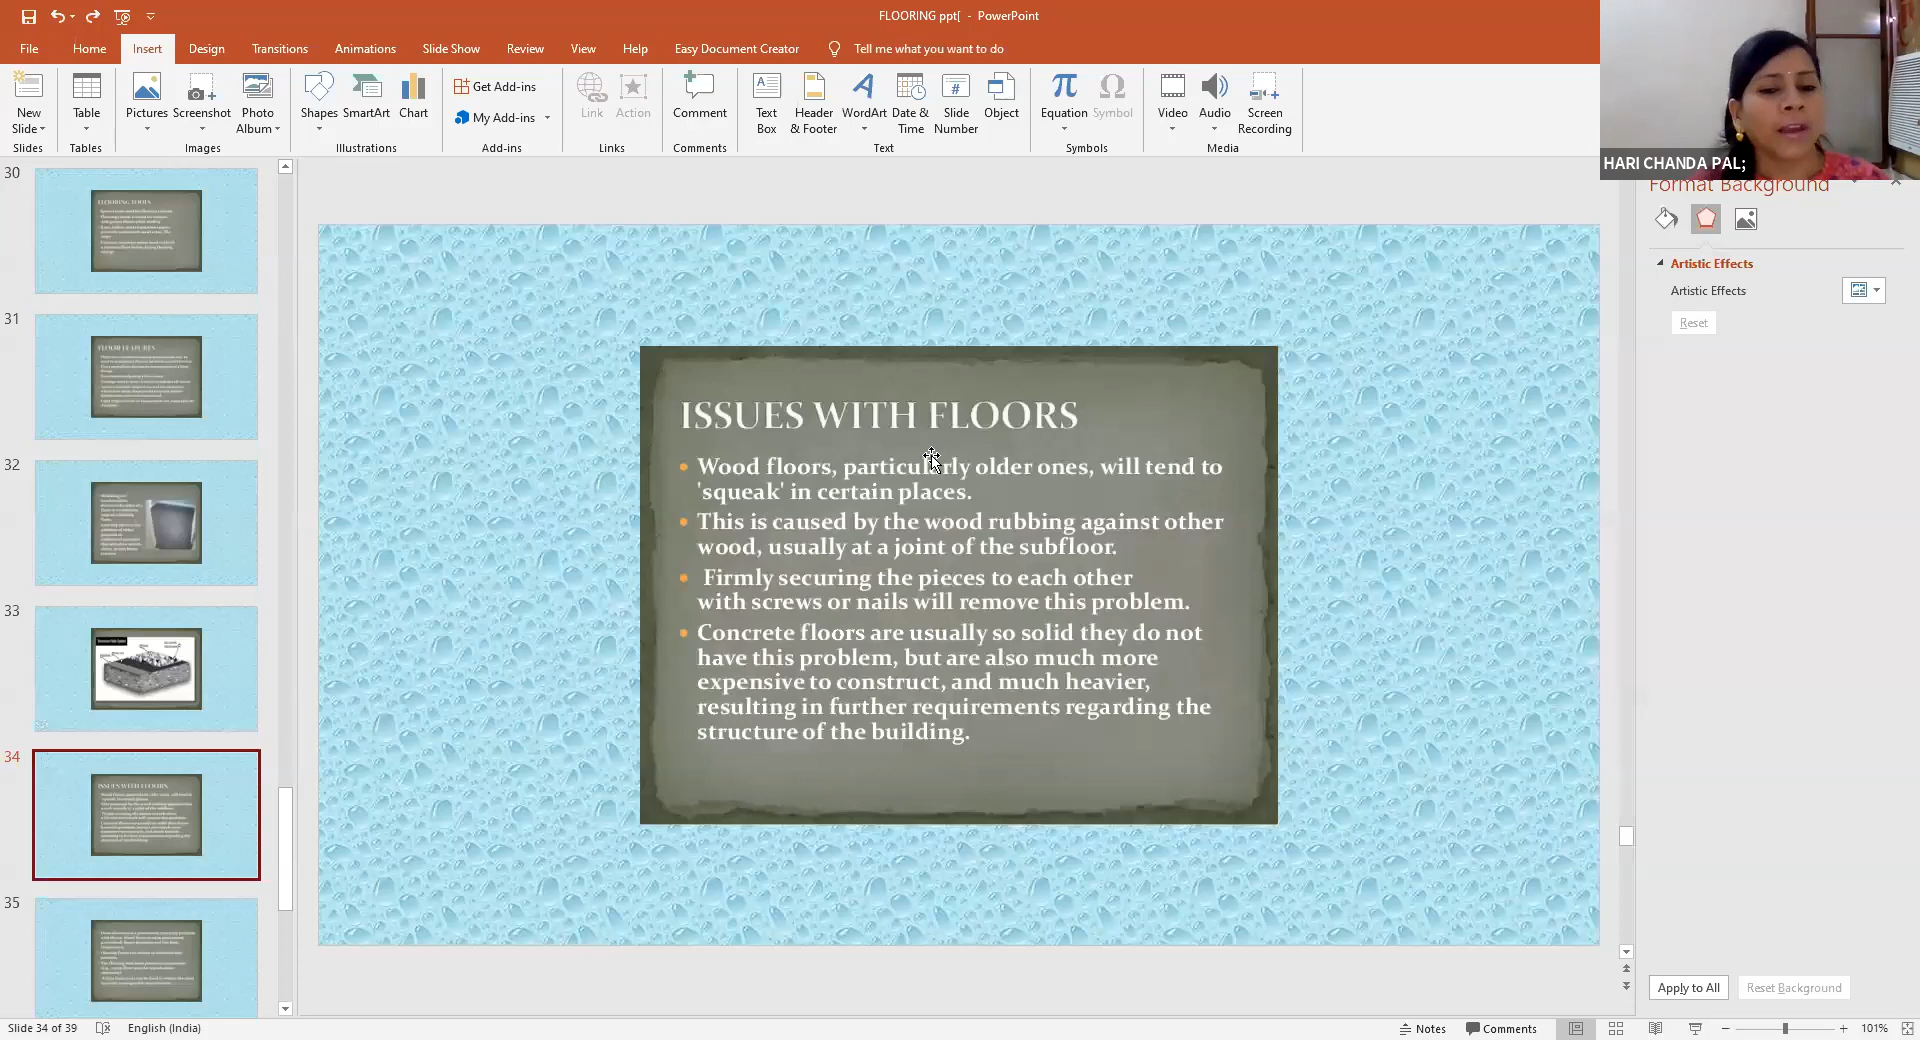 FLOORING ppt[ - PowerPoint
File Home Insert Design Transitions Animations Slide Show Review View Help Easy Document Creator Tell me what you want to do
New Slide
Table
Pictures
Screenshot
Photo Album
Shapes
SmartArt
Chart
Get Add-ins
My Add-ins
Link
Action
Comment
Text Box
Header & Footer
WordArt
Date & Time
Slide Number
Object
Equation
Symbol
Video
Audio
Screen Recording
Slides Tables Images Illustrations Add-ins Links Comments Text Symbols Media
HARI CHANDA PAL;
30
FLOORING TOOLS
31
FLOOR FEATURES
32
33
34
ISSUES WITH FLOORS
35
ISSUES WITH FLOORS
Wood floors, particularly older ones, will tend to
'squeak' in certain places.
This is caused by the wood rubbing against other
wood, usually at a joint of the subfloor.
Firmly securing the pieces to each other
with screws or nails will remove this problem.
Concrete floors are usually so solid they do not
have this problem, but are also much more
expensive to construct, and much heavier,
resulting in further requirements regarding the
structure of the building.
Format Background
Artistic Effects
Artistic Effects
Reset
Apply to All Reset Background
Slide 34 of 39 English (India) Notes Comments 101%